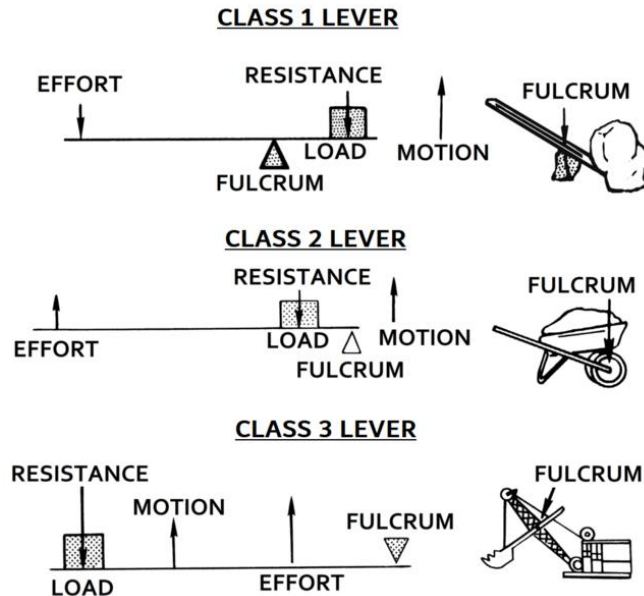 CLASS 1 LEVER
RESISTANCE
EFFORT
FULCRUM
LOAD
MOTION
FULCRUM
CLASS 2 LEVER
RESISTANCE
FULCRUM
EFFORT
LOAD
MOTION
FULCRUM
CLASS 3 LEVER
RESISTANCE
MOTION
FULCRUM
FULCRUM
LOAD
EFFORT